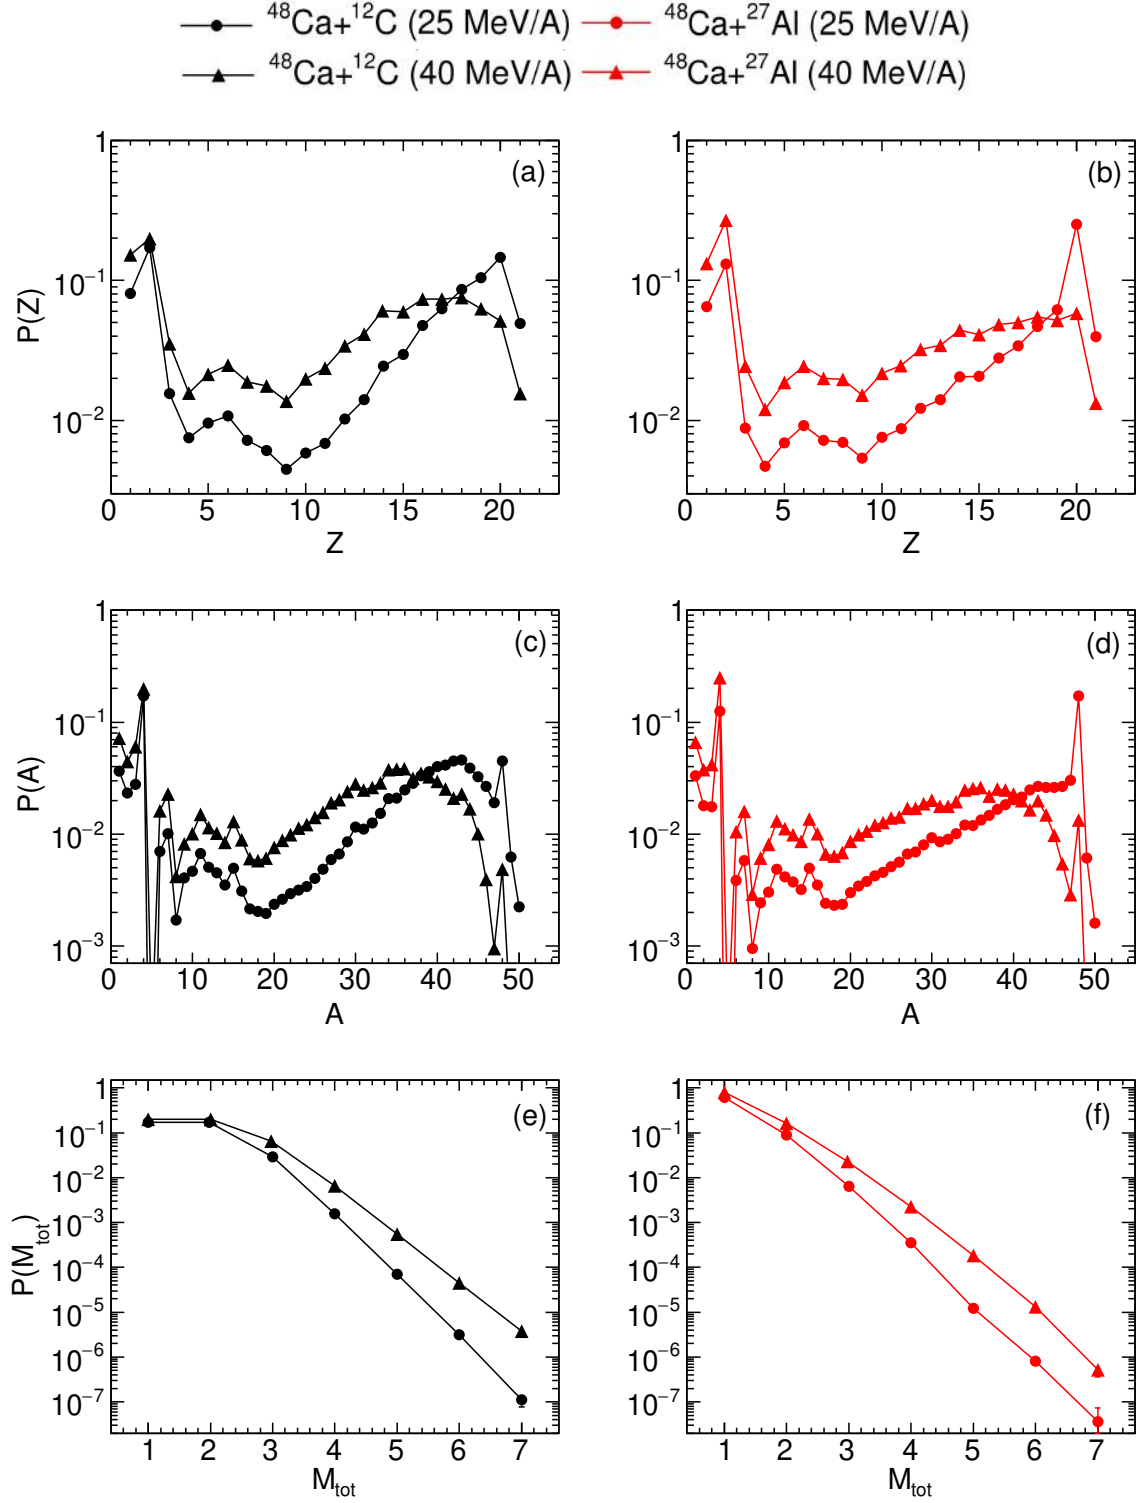 ⁴⁸Ca+¹²C (25 MeV/A) ⁴⁸Ca+²⁷Al (25 MeV/A)
⁴⁸Ca+¹²C (40 MeV/A) ⁴⁸Ca+²⁷Al (40 MeV/A)
(a)
1
10⁻¹
10⁻²
P(Z)
0 5 10 15 20
Z
(b)
1
10⁻¹
10⁻²
0 5 10 15 20
Z
(c)
1
10⁻¹
10⁻²
10⁻³
P(A)
0 10 20 30 40 50
A
(d)
1
10⁻¹
10⁻²
10⁻³
0 10 20 30 40 50
A
(e)
1
10⁻¹
10⁻²
10⁻³
10⁻⁴
10⁻⁵
10⁻⁶
10⁻⁷
P(M_tot)
1 2 3 4 5 6 7
M_tot
(f)
1
10⁻¹
10⁻²
10⁻³
10⁻⁴
10⁻⁵
10⁻⁶
10⁻⁷
1 2 3 4 5 6 7
M_tot